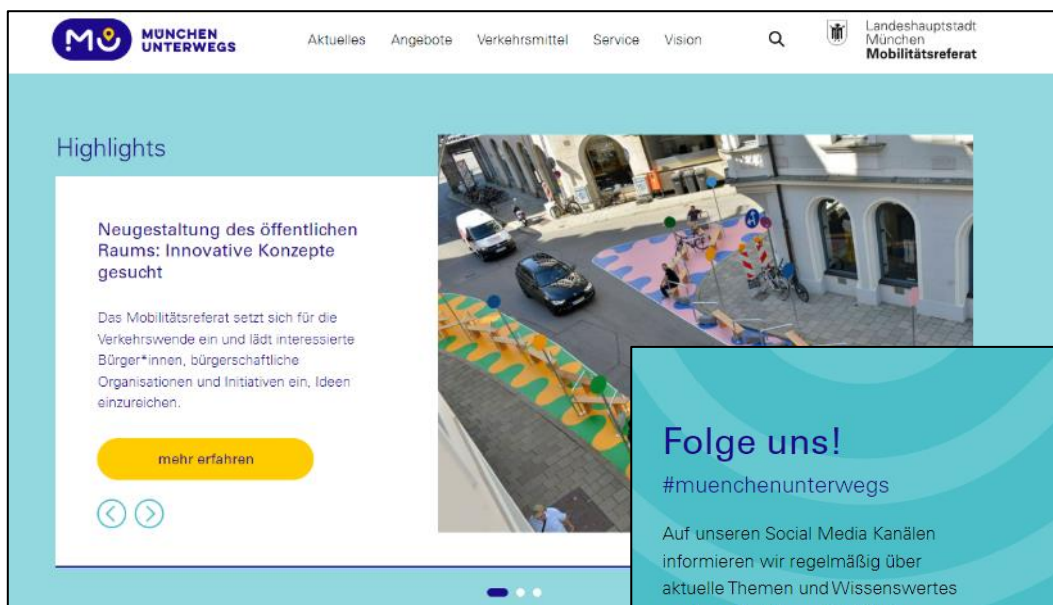 MÜ
MÜNCHEN
UNTERWEGS
Aktuelles Angebote Verkehrsmittel Service Vision
Landeshauptstadt
München
Mobilitätsreferat
Highlights
Neugestaltung des öffentlichen
Raums: Innovative Konzepte
gesucht
Das Mobilitätsreferat setzt sich für die
Verkehrswende ein und lädt interessierte
Bürger*innen, bürgerschaftliche
Organisationen und Initiativen ein, Ideen
einzureichen.
mehr erfahren
Folge uns!
#muenchenunterwegs
Auf unseren Social Media Kanälen
informieren wir regelmäßig über
aktuelle Themen und Wissenswertes